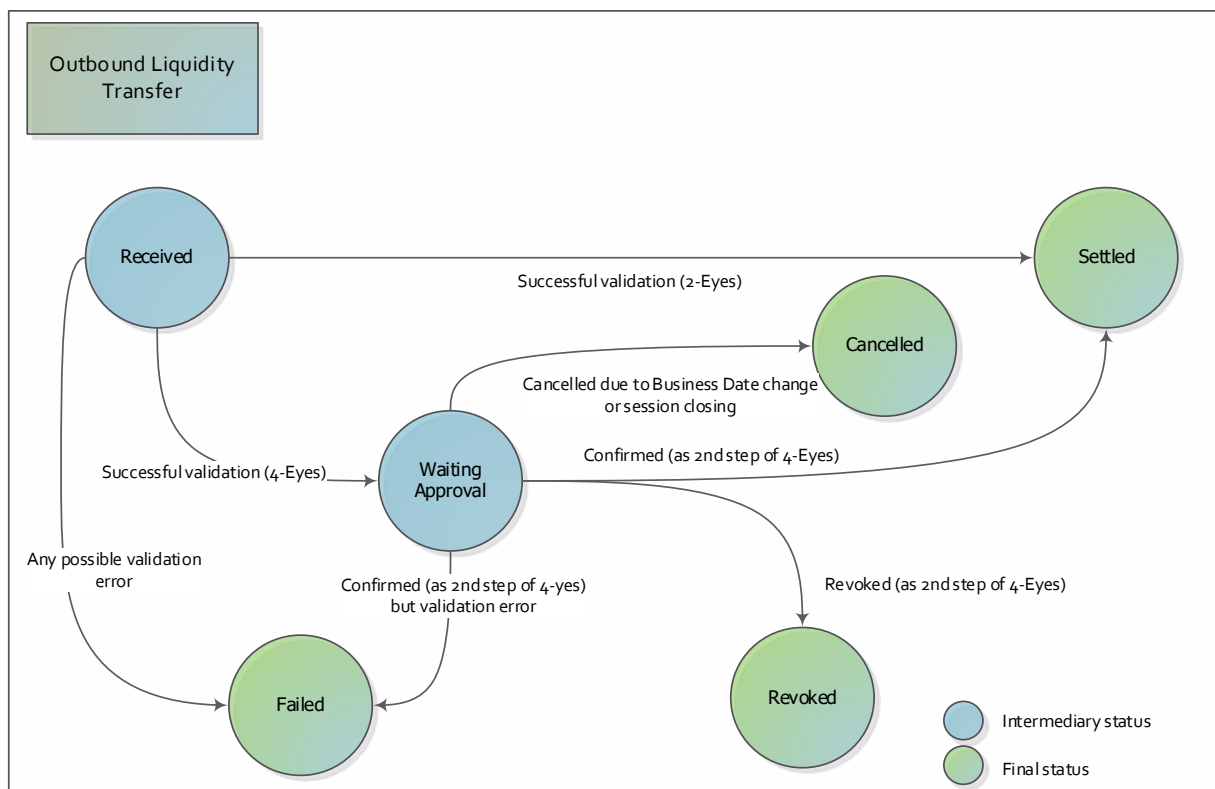 Outbound Liquidity
Transfer
Received
Settled
Successful validation (2-Eyes)
Cancelled
Cancelled due to Business Date change
or session closing
Confirmed (as 2nd step of 4-Eyes)
Successful validation (4-Eyes)
Waiting
Approval
Any possible validation
error
Confirmed (as 2nd step of 4-yes)
but validation error
Revoked (as 2nd step of 4-Eyes)
Failed
Revoked
Intermediary status
Final status